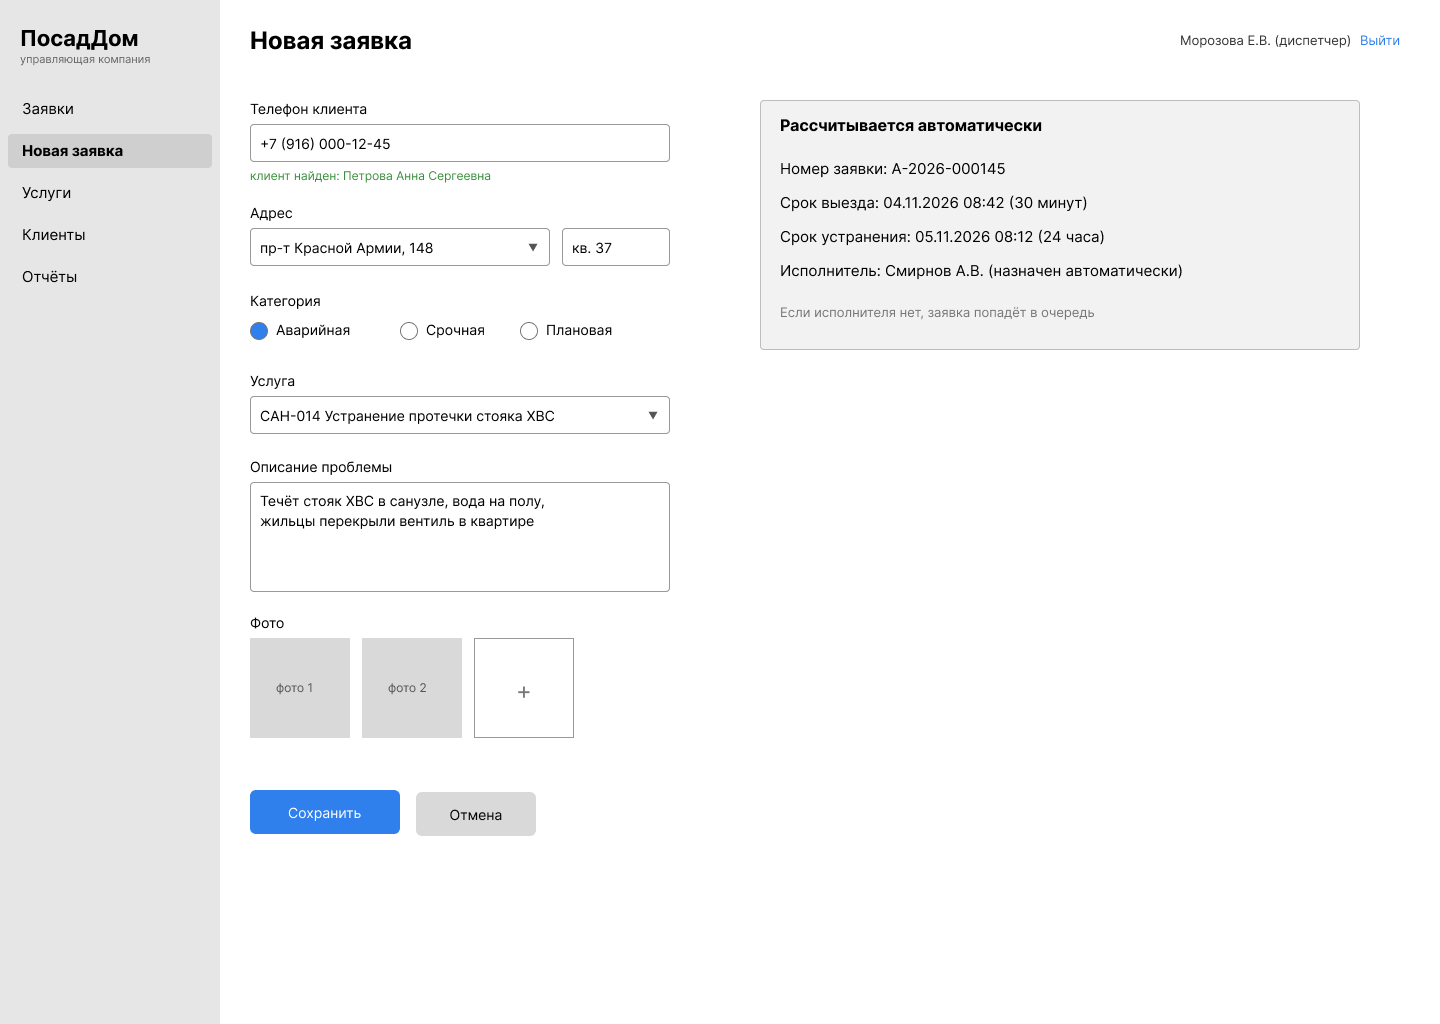 ПосадДом
управляющая компания
Заявки
Новая заявка
Услуги
Клиенты
Отчёты
Новая заявка
Морозова Е.В. (диспетчер) Выйти
Телефон клиента
+7 (916) 000-12-45
клиент найден: Петрова Анна Сергеевна
Адрес
пр-т Красной Армии, 148
кв. 37
Категория
Аварийная
Срочная
Плановая
Услуга
САН-014 Устранение протечки стояка ХВС
Описание проблемы
Течёт стояк ХВС в санузле, вода на полу,
жильцы перекрыли вентиль в квартире
Фото
фото 1
фото 2
+
Сохранить
Отмена
Рассчитывается автоматически
Номер заявки: А-2026-000145
Срок выезда: 04.11.2026 08:42 (30 минут)
Срок устранения: 05.11.2026 08:12 (24 часа)
Исполнитель: Смирнов А.В. (назначен автоматически)
Если исполнителя нет, заявка попадёт в очередь